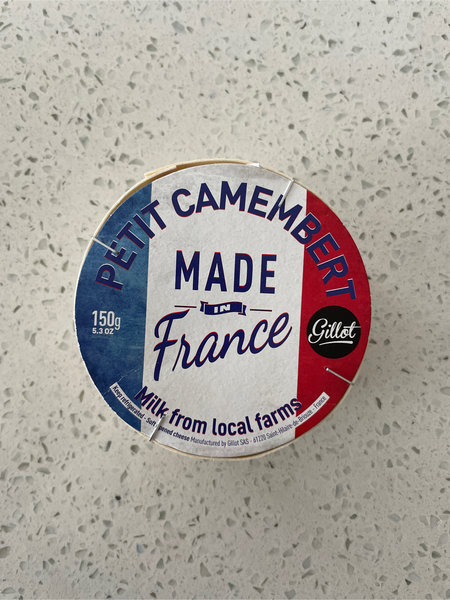 PETIT CAMEMBERT
MADE
IN
France
150g
5.3 OZ
Gillot
Milk from local farms
Keep refrigerated - Soft ripened cheese Manufactured by Gillot SAS - 61220 Saint-Hilaire-de-Briouze - France